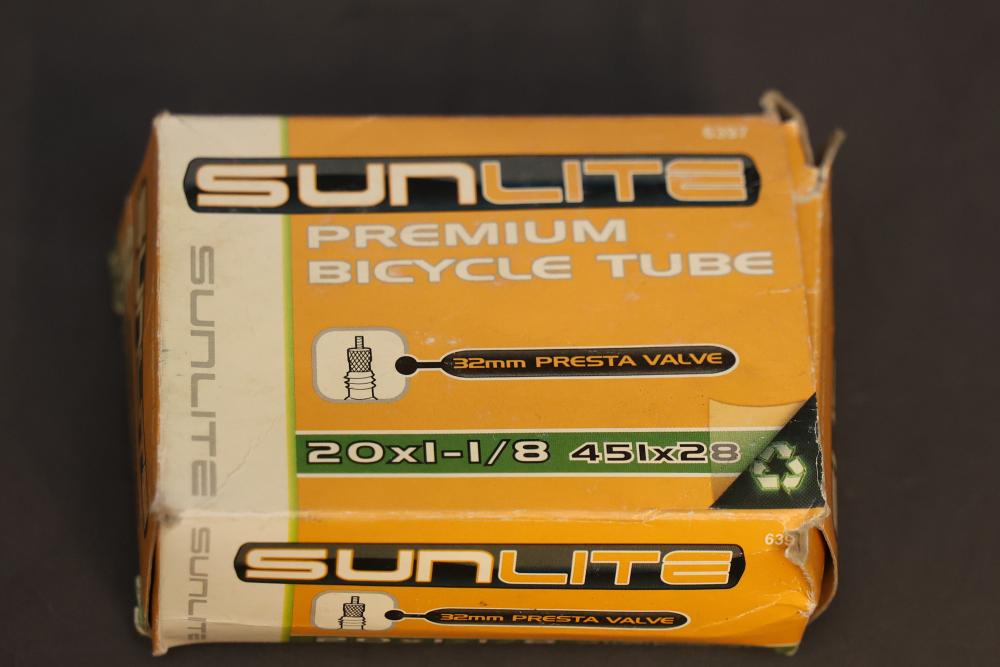 6397
SUNLITE
PREMIUM
BICYCLE TUBE
32mm PRESTA VALVE
20x1-1/8 451x28
SUNLITE
SUNLITE
SUNLITE
32mm PRESTA VALVE